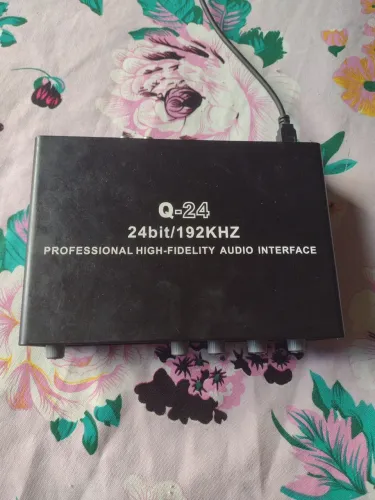 Q-24
24bit/192KHZ
PROFESSIONAL HIGH-FIDELITY AUDIO INTERFACE